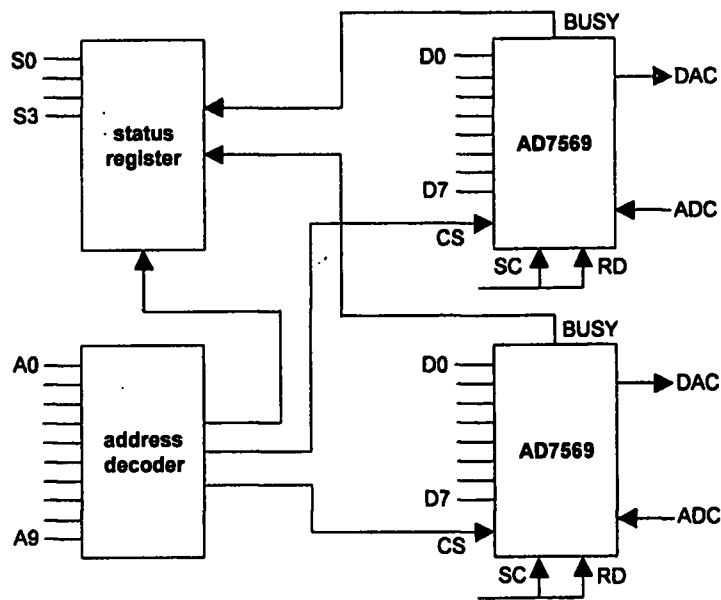 BUSY
S0
D0
DAC
S3
status
register
AD7569
D7
ADC
CS
SC
RD
BUSY
A0
D0
DAC
address
decoder
AD7569
D7
ADC
A9
CS
SC
RD